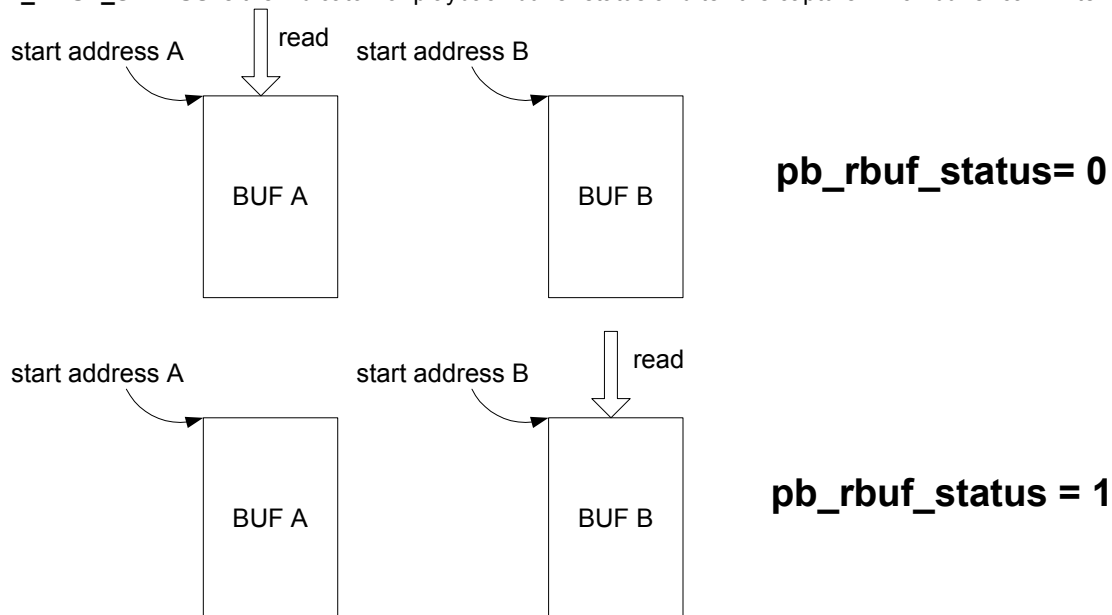 read
start address A
start address B
BUF A
BUF B
pb_rbuf_status= 0
read
start address A
start address B
BUF A
BUF B
pb_rbuf_status = 1